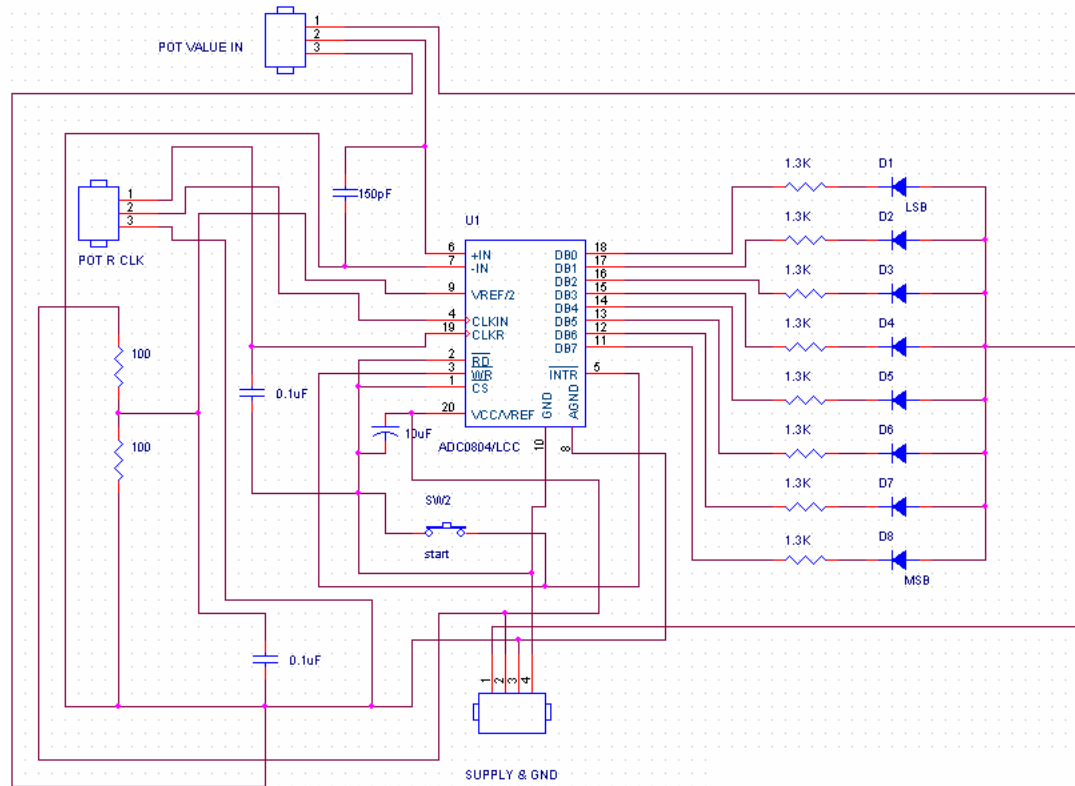 POT VALUE IN
1
2
3
POT R CLK
1
2
3
150pF
U1
6 +IN
7 -IN
9 VREF/2
4 CLKIN
19 CLKR
2 RD
3 WR
1 CS
20 VCC/VREF
DB0 18
DB1 17
DB2 16
DB3 15
DB4 14
DB5 13
DB6 12
DB7 11
INTR 5
GND 10
AGND 8
ADC0804/LCC
100
100
0.1uF
10uF
SW2
start
0.1uF
1.3K D1
LSB
1.3K D2
1.3K D3
1.3K D4
1.3K D5
1.3K D6
1.3K D7
1.3K D8
MSB
1
2
3
4
SUPPLY & GND